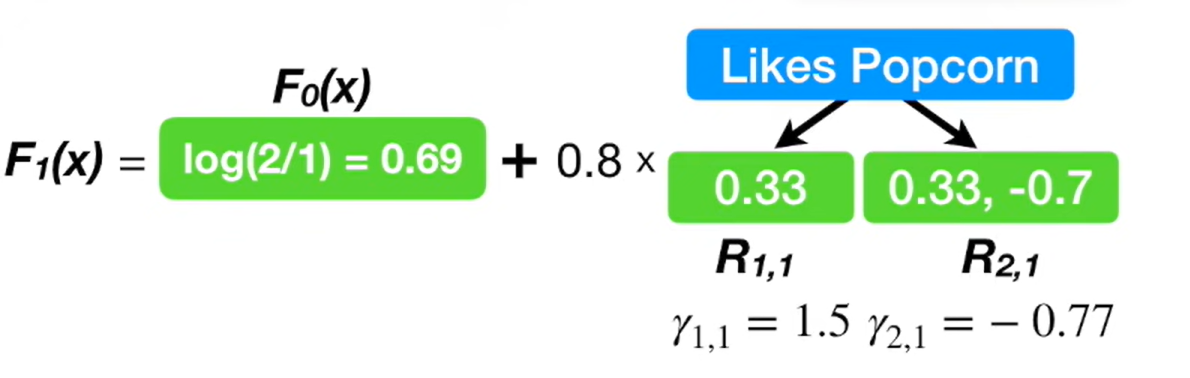 Likes Popcorn
F₀(x)
F₁(x) = log(2/1) = 0.69 + 0.8 x 0.33 0.33, -0.7
R₁,₁ R₂,₁
γ₁,₁ = 1.5 γ₂,₁ = − 0.77